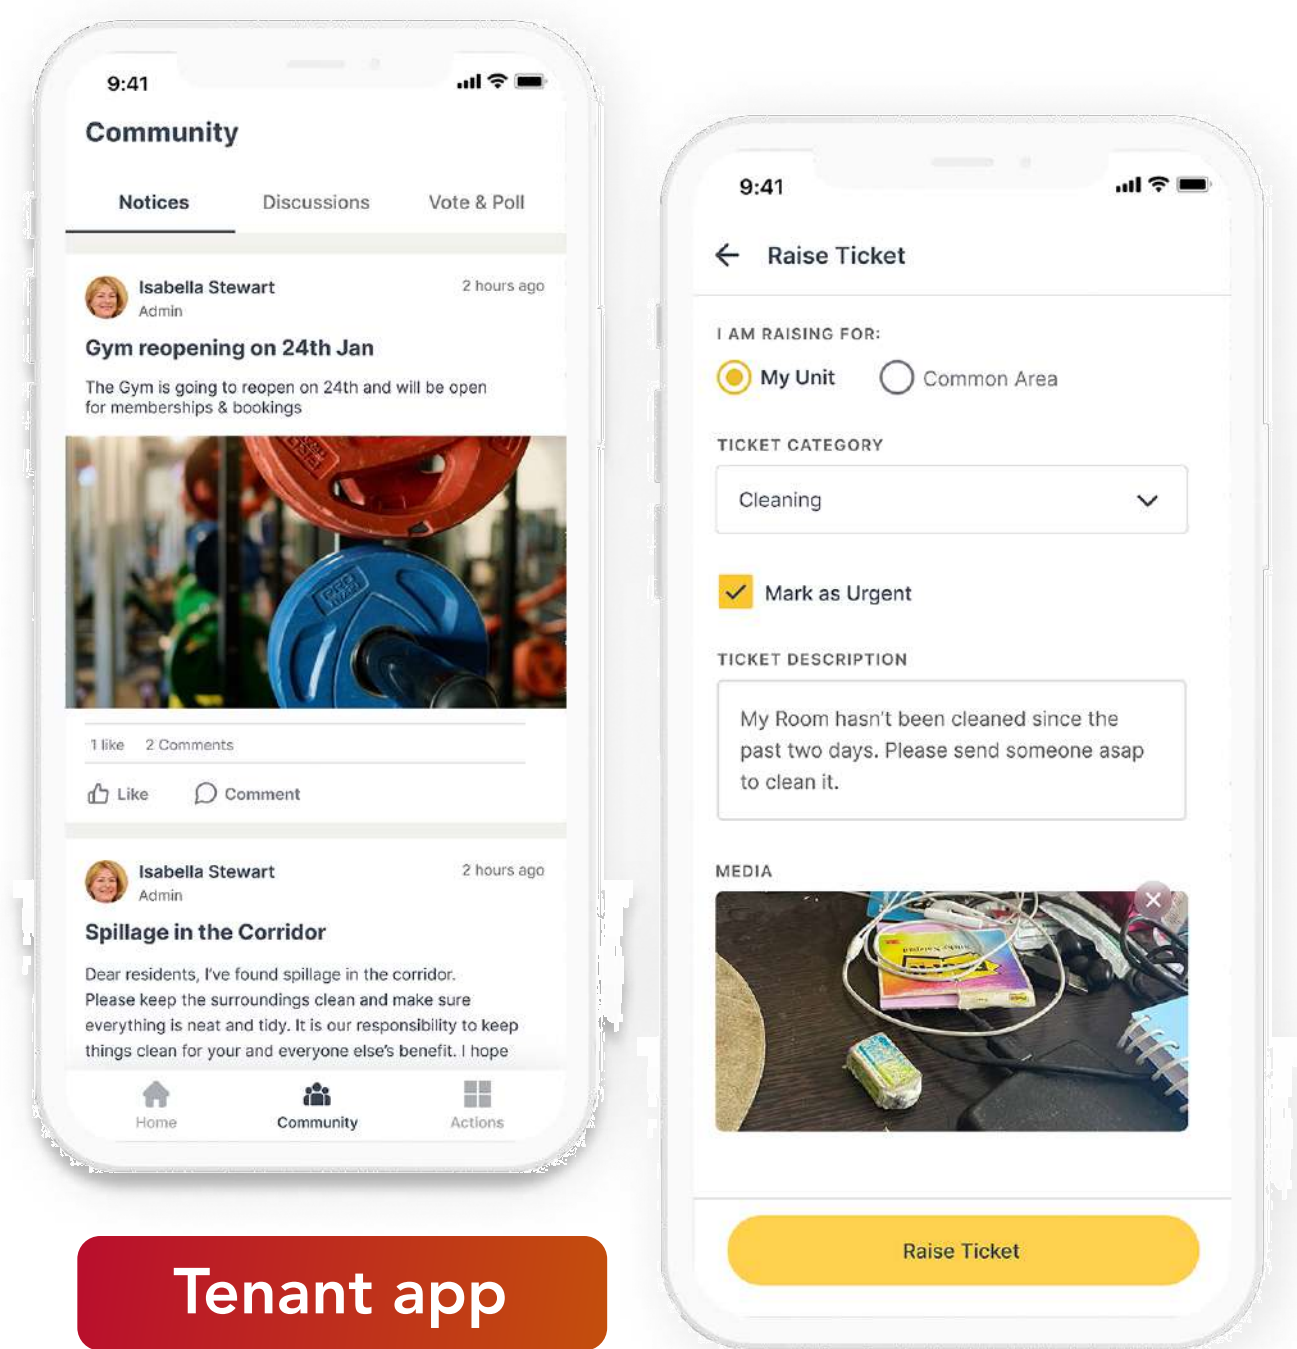 9:41
Community
Notices Discussions Vote & Poll
Isabella Stewart 2 hours ago
Admin
Gym reopening on 24th Jan
The Gym is going to reopen on 24th and will be open
for memberships & bookings
PRO
1 like 2 Comments
Like Comment
Isabella Stewart 2 hours ago
Admin
Spillage in the Corridor
Dear residents, I've found spillage in the corridor.
Please keep the surroundings clean and make sure
everything is neat and tidy. It is our responsibility to keep
things clean for your and everyone else's benefit. I hope
Home Community Actions
Tenant app
9:41
Raise Ticket
I AM RAISING FOR:
My Unit Common Area
TICKET CATEGORY
Cleaning
Mark as Urgent
TICKET DESCRIPTION
My Room hasn't been cleaned since the
past two days. Please send someone asap
to clean it.
MEDIA
Raise Ticket